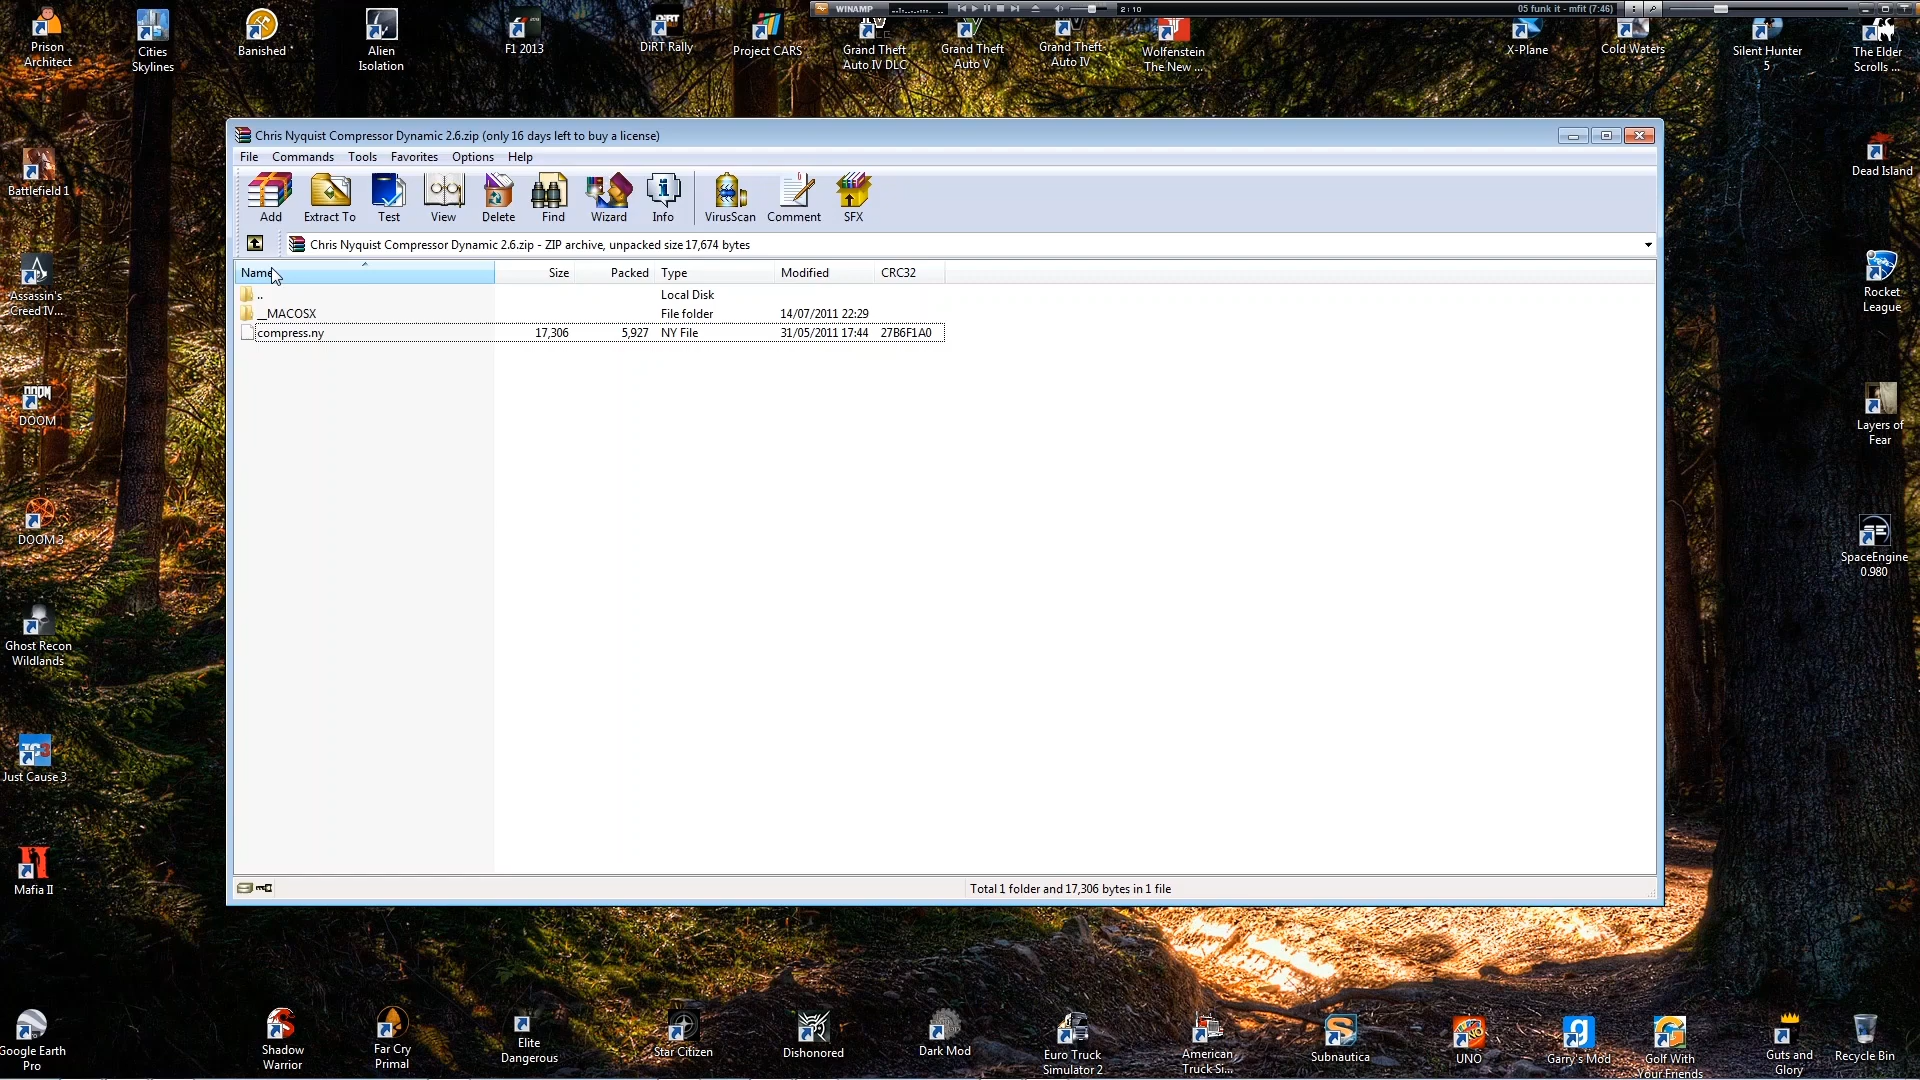 WINAMP
2:10
05 funk it - mfit (7:46)
Prison
Architect
Cities
Skylines
Banished
Alien
Isolation
F1 2013
DiRT Rally
Project CARS
Grand Theft
Auto IV DLC
Grand Theft
Auto V
Grand Theft
Auto IV
Wolfenstein
The New ...
X-Plane
Cold Waters
Silent Hunter
5
The Elder
Scrolls ...
Chris Nyquist Compressor Dynamic 2.6.zip (only 16 days left to buy a license)
File Commands Tools Favorites Options Help
Add Extract To Test View Delete Find Wizard Info VirusScan Comment SFX
Chris Nyquist Compressor Dynamic 2.6.zip - ZIP archive, unpacked size 17,674 bytes
Name Size Packed Type Modified CRC32
.. Local Disk
__MACOSX File folder 14/07/2011 22:29
compress.ny 17,306 5,927 NY File 31/05/2011 17:44 27B6F1A0
Total 1 folder and 17,306 bytes in 1 file
Battlefield 1
Assassin's
Creed IV...
DOOM
DOOM 3
Ghost Recon
Wildlands
Just Cause 3
Mafia II
Dead Island
Rocket
League
Layers of
Fear
SpaceEngine
0.980
Google Earth
Pro
Shadow
Warrior
Far Cry
Primal
Elite
Dangerous
Star Citizen
Dishonored
Dark Mod
Euro Truck
Simulator 2
American
Truck Si...
Subnautica
UNO
Garry's Mod
Golf With
Your Friends
Guts and
Glory
Recycle Bin